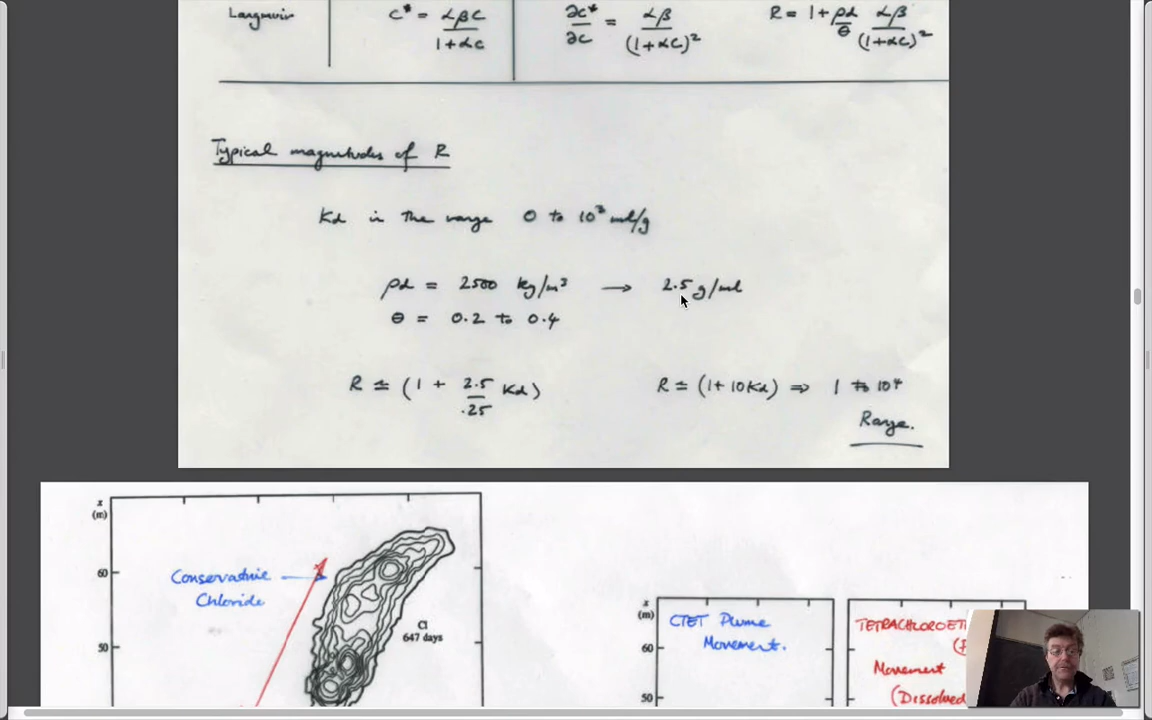 Langmuir C* = αβC / 1+αC ∂C*/∂C = αβ / (1+αC)² R = 1 + ρd/θ αβ/(1+αC)²
Typical magnitudes of R
Kd in the range 0 to 10³ ml/g
ρd = 2500 kg/m³ → 2.5 g/ml
θ = 0.2 to 0.4
R ≐ (1 + 2.5/.25 Kd) R ≐ (1+10Kd) ⇒ 1 to 10⁴
Range.
x
(m)
60
50
Conservative
Chloride
Cl
647 days
x
(m)
60
50
CTET Plume
Movement.
TETRACHLOROET
Movement
(Dissolved